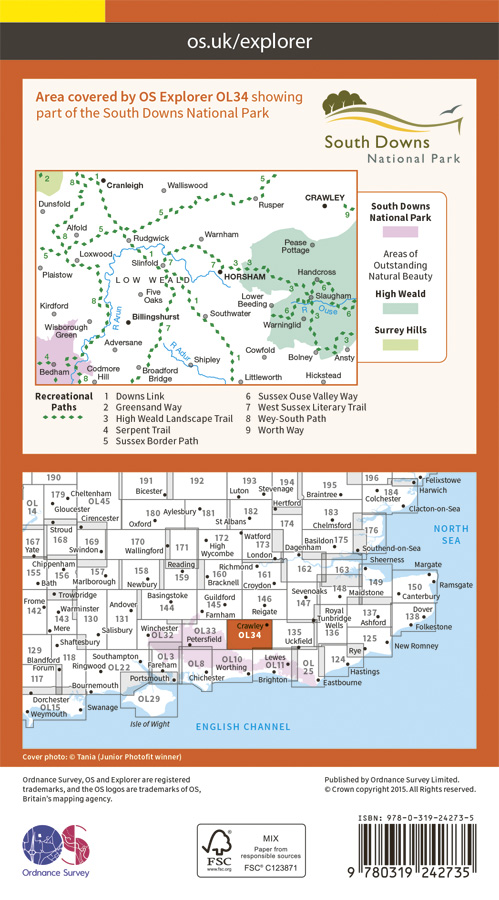 os.uk/explorer
Area covered by OS Explorer OL34 showing
part of the South Downs National Park
South Downs
National Park
2
8
1
Cranleigh
Walliswood
5
Dunsfold
5
Rusper
CRAWLEY
9
Alfold
8
Rudgwick
Warnham
Pease
Pottage
5
Loxwood
1
Slinfold
3
3
Plaistow
LOW WEALD
HORSHAM
Handcross
3
6
Five
Oaks
Lower
Beeding
Slaugham
Kirdford
8
R Arun
Billingshurst
1
Southwater
6
R Ouse
Wisborough
Green
7
Warninglid
6
Adversane
R Adur
3
4
Shipley
Cowfold
Bolney
Ansty
Bedham
Codmore
Hill
8
Broadford
Bridge
Littleworth
Hickstead
South Downs
National Park
Areas of
Outstanding
Natural Beauty
High Weald
Surrey Hills
Recreational
Paths
1 Downs Link
2 Greensand Way
3 High Weald Landscape Trail
4 Serpent Trail
5 Sussex Border Path
6 Sussex Ouse Valley Way
7 West Sussex Literary Trail
8 Wey-South Path
9 Worth Way
190
191
192
193
194
195
196
OL
14
179
Cheltenham
OL45
Bicester
Luton
Stevenage
Braintree
184
Felixstowe
Harwich
Gloucester
Cirencester
180
Aylesbury
181
182
Hertford
Colchester
Clacton-on-Sea
Stroud
Oxford
St Albans
174
183
Chelmsford
176
NORTH
SEA
167
168
169
170
171
172
Watford
173
Basildon
175
Yate
Swindon
Wallingford
High
Wycombe
London
Dagenham
Southend-on-Sea
Chippenham
Reading
Richmond
162
163
Sheerness
Margate
155
156
157
158
159
160
161
149
150
Ramsgate
Bath
Marlborough
Newbury
Bracknell
Croydon
148
Maidstone
Canterbury
Trowbridge
Basingstoke
Guildford
146
Sevenoaks
147
Frome
142
143
Warminster
130
Andover
131
144
145
Reigate
Royal
Tunbridge
Wells
136
137
Ashford
Dover
138
Mere
Salisbury
Winchester
OL32
OL33
Petersfield
Crawley
OL34
135
Uckfield
125
Folkestone
Shaftesbury
Rye
New Romney
129
Blandford
Forum
118
Southampton
OL3
Fareham
OL8
OL10
Worthing
Lewes
OL11
OL
25
124
Hastings
117
Ringwood
OL22
Bournemouth
Portsmouth
Chichester
Brighton
Eastbourne
Dorchester
OL15
Weymouth
Swanage
OL29
Isle of Wight
ENGLISH CHANNEL
Cover photo: © Tania (Junior Photofit winner)
Ordnance Survey, OS and Explorer are registered
trademarks, and the OS logos are trademarks of OS,
Britain's mapping agency.
Published by Ordnance Survey Limited.
© Crown copyright 2015. All Rights reserved.
OS
Ordnance Survey
FSC
www.fsc.org
MIX
Paper from
responsible sources
FSC® C123871
ISBN: 978-0-319-24273-5
9 780319 242735